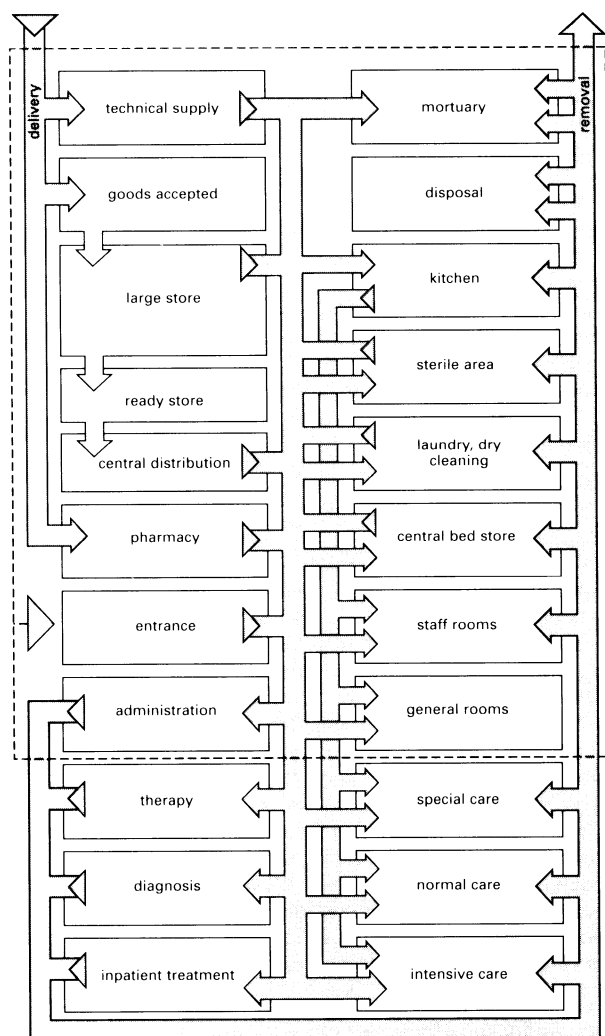 delivery
technical supply
goods accepted
large store
ready store
central distribution
pharmacy
entrance
administration
therapy
diagnosis
inpatient treatment
mortuary
disposal
kitchen
sterile area
laundry, dry
cleaning
central bed store
staff rooms
general rooms
special care
normal care
intensive care
removal